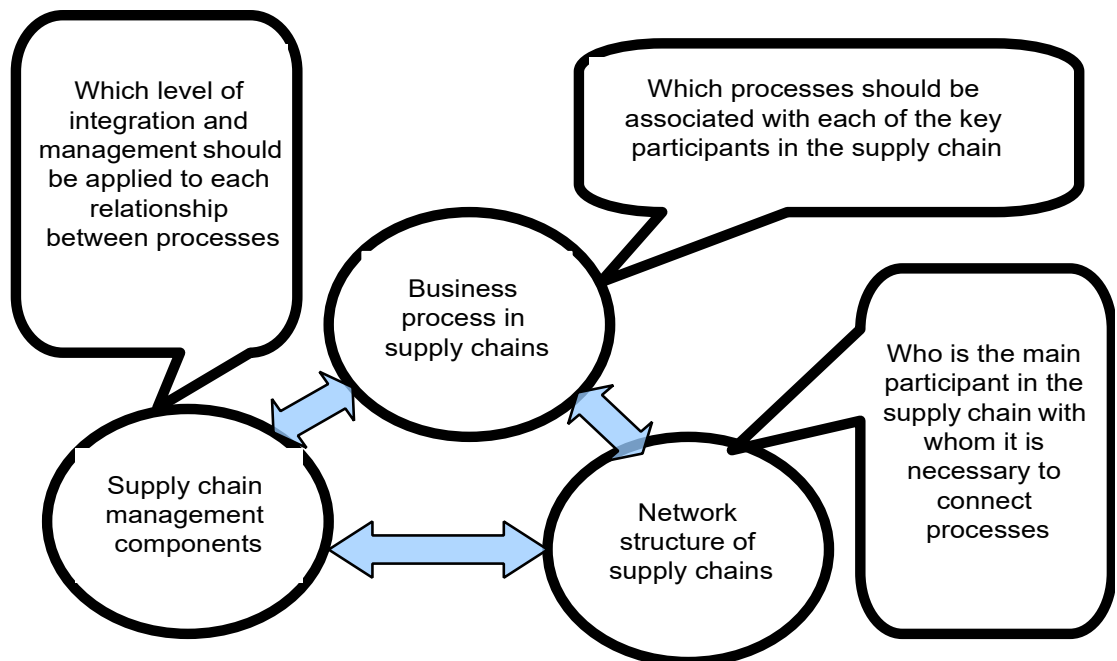 Which level of
integration and
management should
be applied to each
relationship
between processes
Which processes should be
associated with each of the key
participants in the supply chain
Business
process in
supply chains
Who is the main
participant in the
supply chain with
whom it is
necessary to
connect
processes
Supply chain
management
components
Network
structure of
supply chains